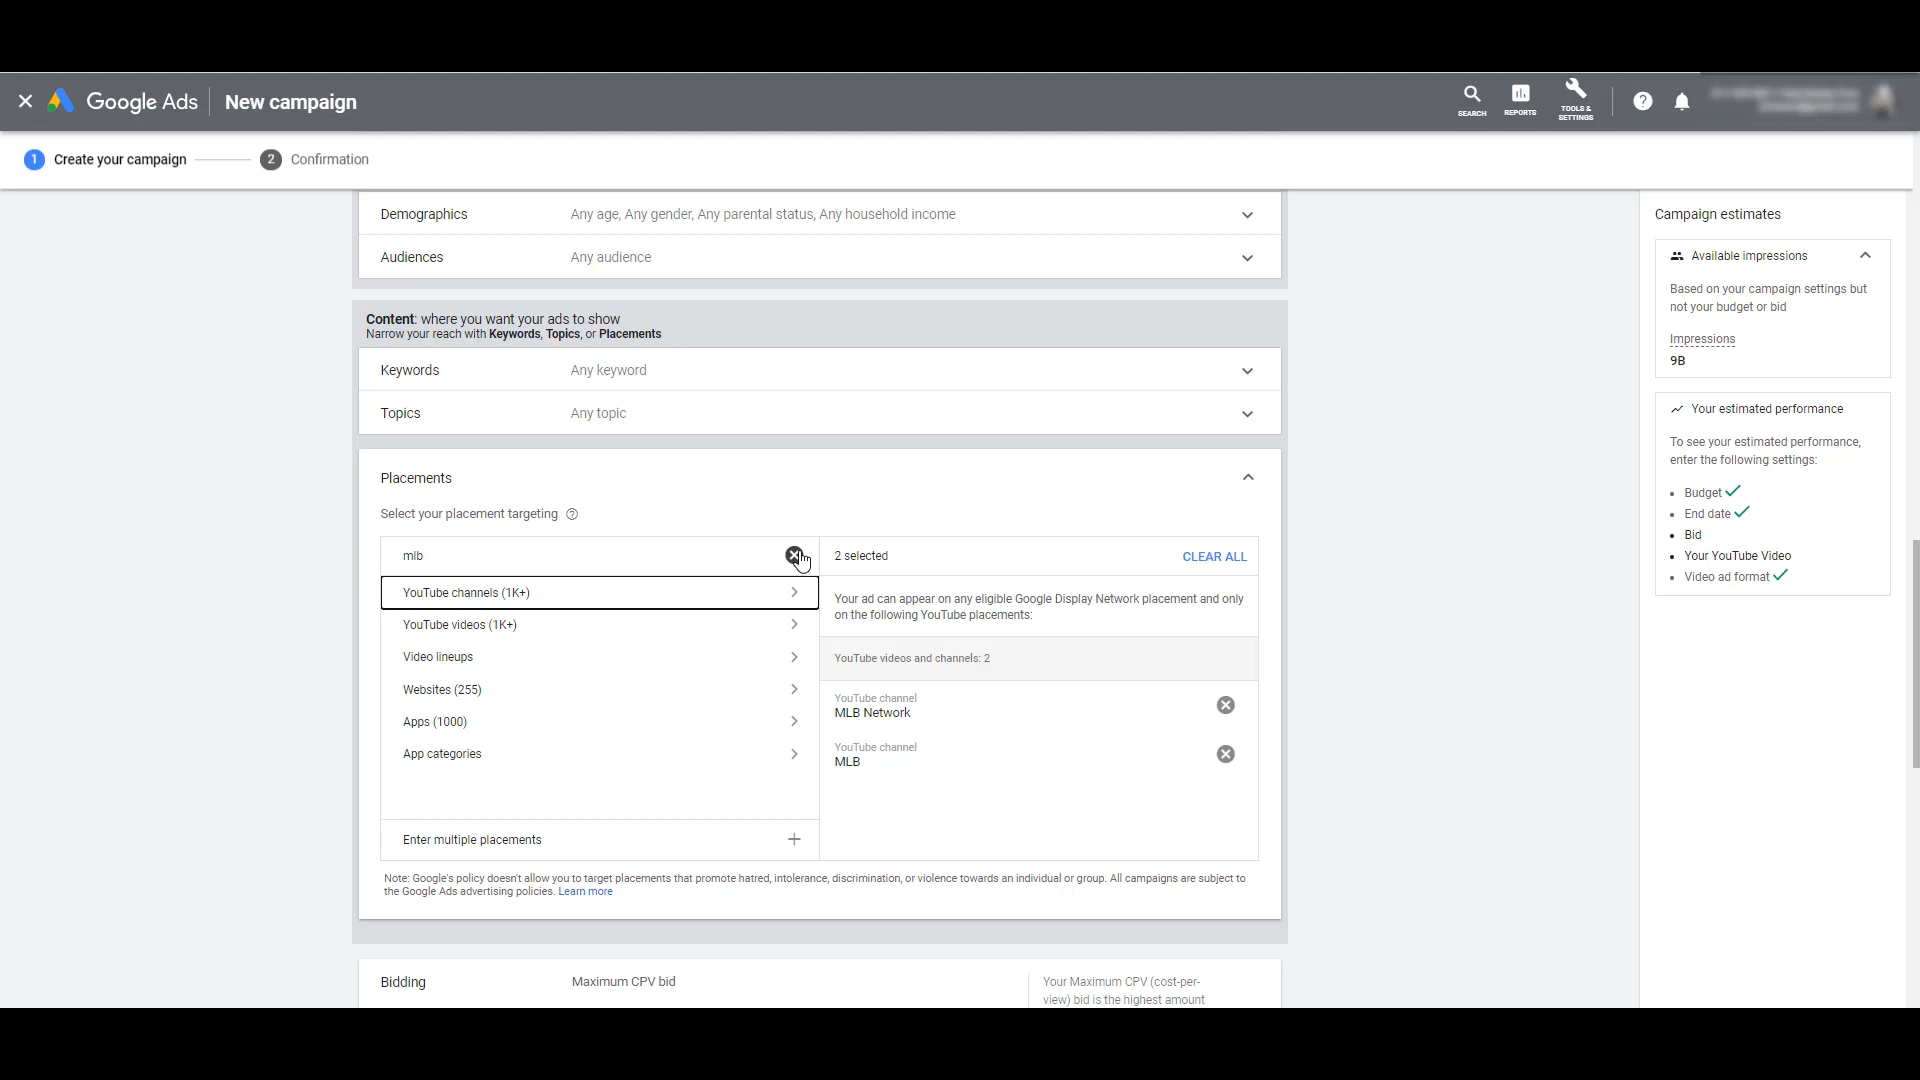 Google Ads
New campaign
SEARCH
REPORTS
TOOLS &
SETTINGS
1 Create your campaign
2 Confirmation
Demographics Any age, Any gender, Any parental status, Any household income
Audiences Any audience
Content: where you want your ads to show
Narrow your reach with Keywords, Topics, or Placements
Keywords Any keyword
Topics Any topic
Placements
Select your placement targeting
mlb
YouTube channels (1K+)
YouTube videos (1K+)
Video lineups
Websites (255)
Apps (1000)
App categories
Enter multiple placements
2 selected CLEAR ALL
Your ad can appear on any eligible Google Display Network placement and only
on the following YouTube placements:
YouTube videos and channels: 2
YouTube channel
MLB Network
YouTube channel
MLB
Note: Google's policy doesn't allow you to target placements that promote hatred, intolerance, discrimination, or violence towards an individual or group. All campaigns are subject to
the Google Ads advertising policies. Learn more
Bidding Maximum CPV bid
Your Maximum CPV (cost-per-
view) bid is the highest amount
Campaign estimates
Available impressions
Based on your campaign settings but
not your budget or bid
Impressions
9B
Your estimated performance
To see your estimated performance,
enter the following settings:
Budget
End date
Bid
Your YouTube Video
Video ad format